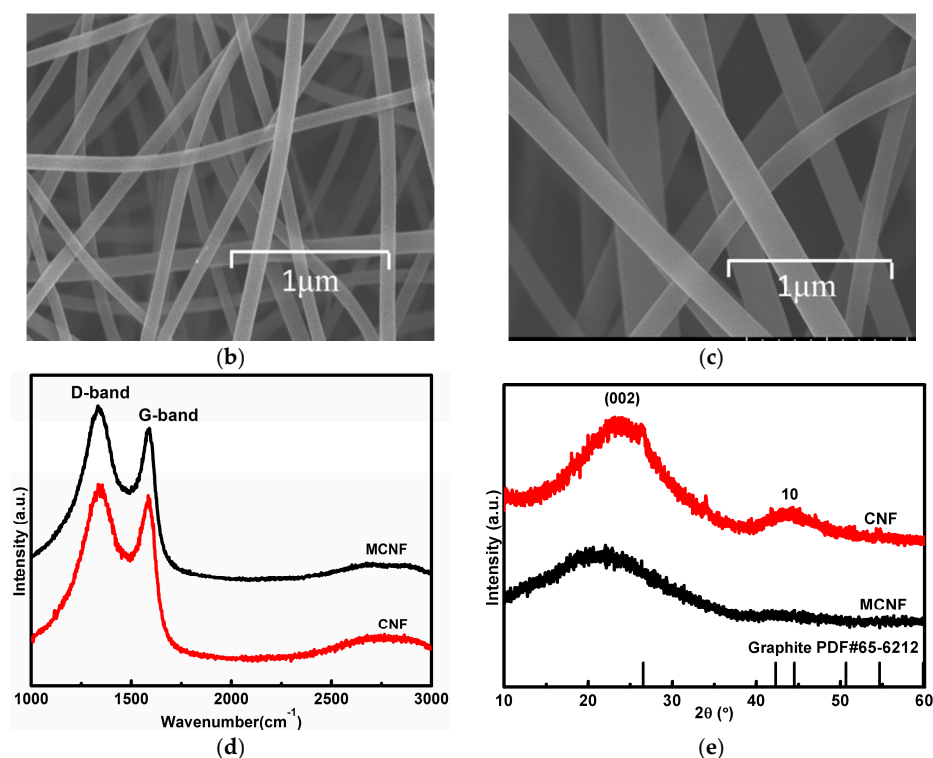 1μm
1μm
(b)
(c)
D-band
G-band
MCNF
CNF
Intensity (a.u.)
1000
1500
2000
2500
3000
Wavenumber(cm⁻¹)
(d)
(002)
10
CNF
MCNF
Graphite PDF#65-6212
Intensity (a.u.)
10
20
30
40
50
60
2θ (°)
(e)